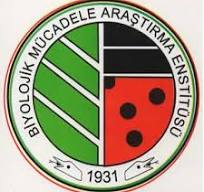 BİYOLOJİK MÜCADELE ARAŞTIRMA ENSTİTÜSÜ
1931